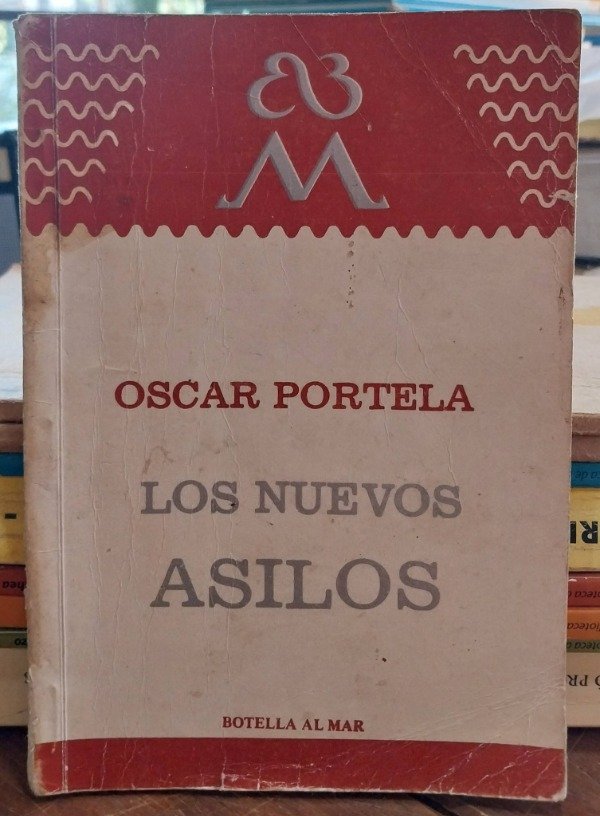 M
OSCAR PORTELA
LOS NUEVOS
ASILOS
BOTELLA AL MAR